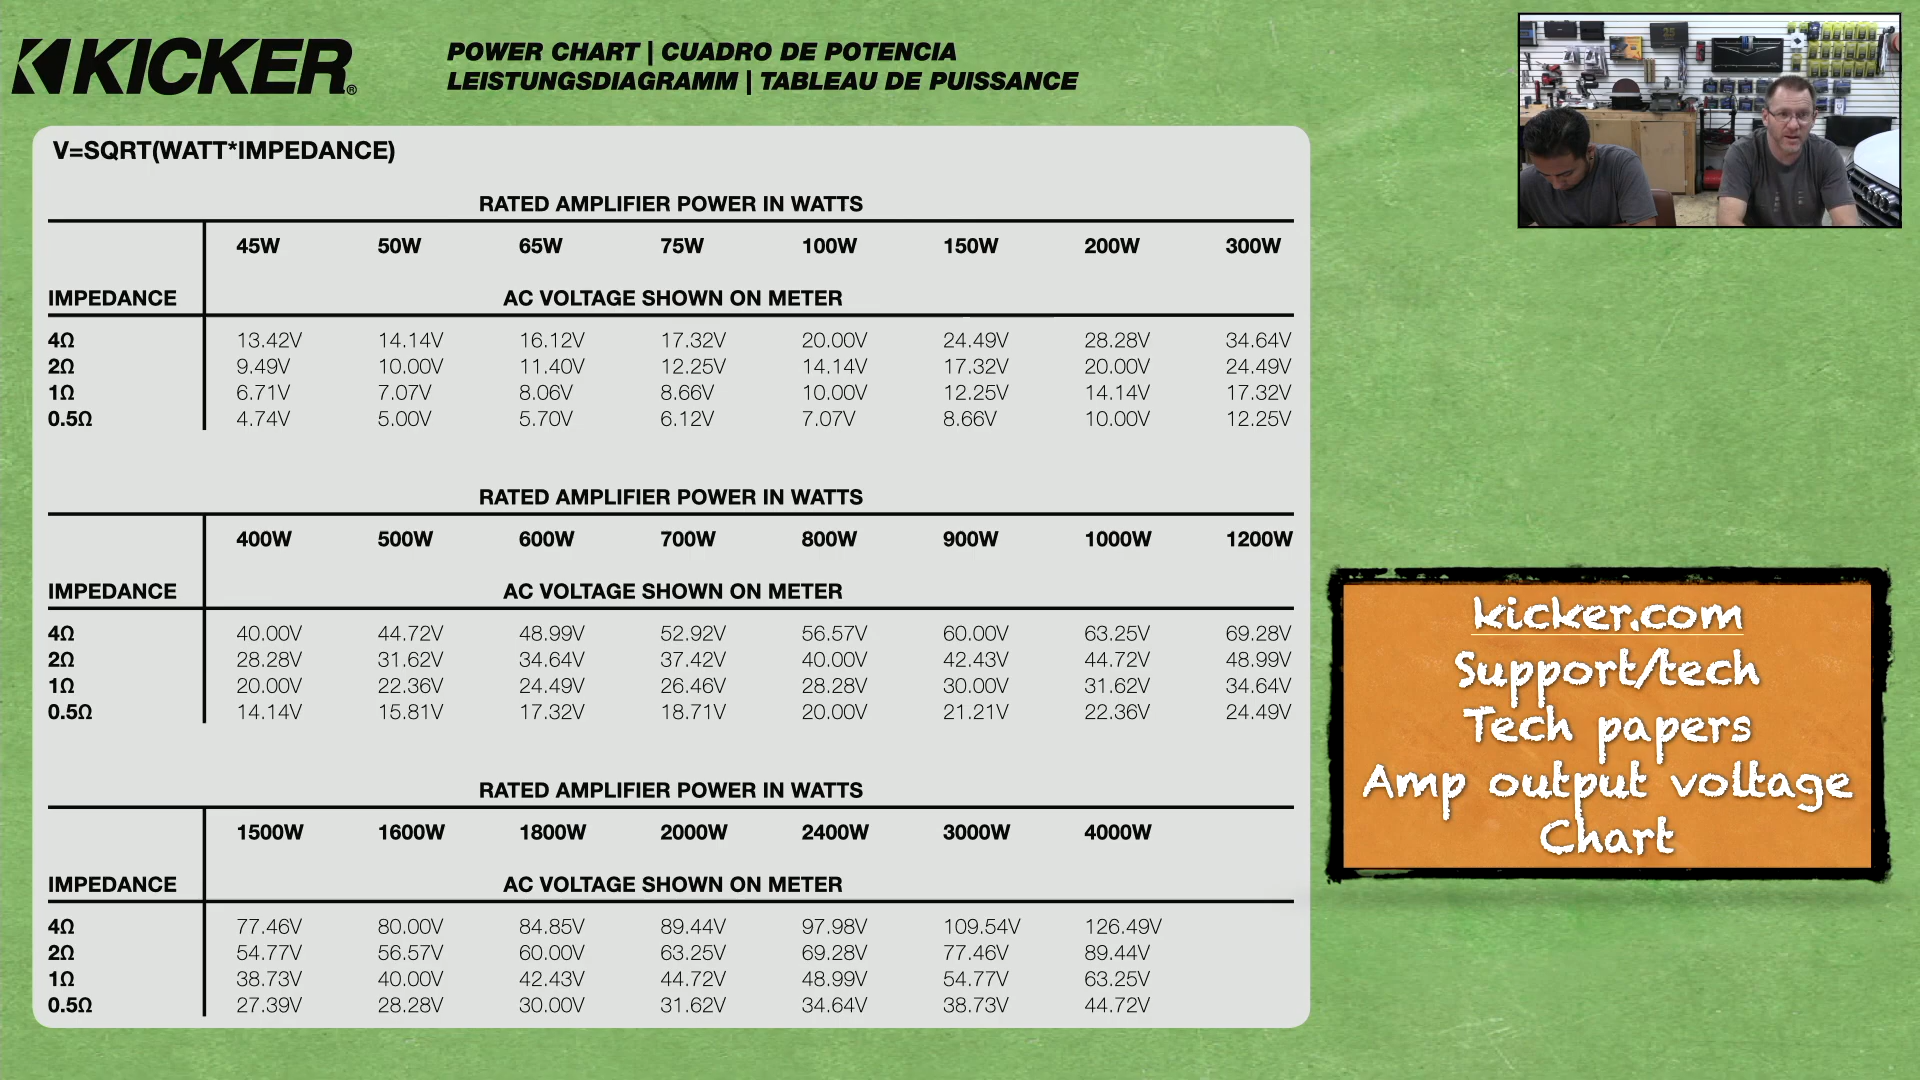 KICKER®
POWER CHART | CUADRO DE POTENCIA
LEISTUNGSDIAGRAMM | TABLEAU DE PUISSANCE
V=SQRT(WATT*IMPEDANCE)
RATED AMPLIFIER POWER IN WATTS
45W 50W 65W 75W 100W 150W 200W 300W
IMPEDANCE AC VOLTAGE SHOWN ON METER
4Ω 13.42V 14.14V 16.12V 17.32V 20.00V 24.49V 28.28V 34.64V
2Ω 9.49V 10.00V 11.40V 12.25V 14.14V 17.32V 20.00V 24.49V
1Ω 6.71V 7.07V 8.06V 8.66V 10.00V 12.25V 14.14V 17.32V
0.5Ω 4.74V 5.00V 5.70V 6.12V 7.07V 8.66V 10.00V 12.25V
RATED AMPLIFIER POWER IN WATTS
400W 500W 600W 700W 800W 900W 1000W 1200W
IMPEDANCE AC VOLTAGE SHOWN ON METER
4Ω 40.00V 44.72V 48.99V 52.92V 56.57V 60.00V 63.25V 69.28V
2Ω 28.28V 31.62V 34.64V 37.42V 40.00V 42.43V 44.72V 48.99V
1Ω 20.00V 22.36V 24.49V 26.46V 28.28V 30.00V 31.62V 34.64V
0.5Ω 14.14V 15.81V 17.32V 18.71V 20.00V 21.21V 22.36V 24.49V
RATED AMPLIFIER POWER IN WATTS
1500W 1600W 1800W 2000W 2400W 3000W 4000W
IMPEDANCE AC VOLTAGE SHOWN ON METER
4Ω 77.46V 80.00V 84.85V 89.44V 97.98V 109.54V 126.49V
2Ω 54.77V 56.57V 60.00V 63.25V 69.28V 77.46V 89.44V
1Ω 38.73V 40.00V 42.43V 44.72V 48.99V 54.77V 63.25V
0.5Ω 27.39V 28.28V 30.00V 31.62V 34.64V 38.73V 44.72V
kicker.com
Support/tech
Tech papers
Amp output voltage
Chart